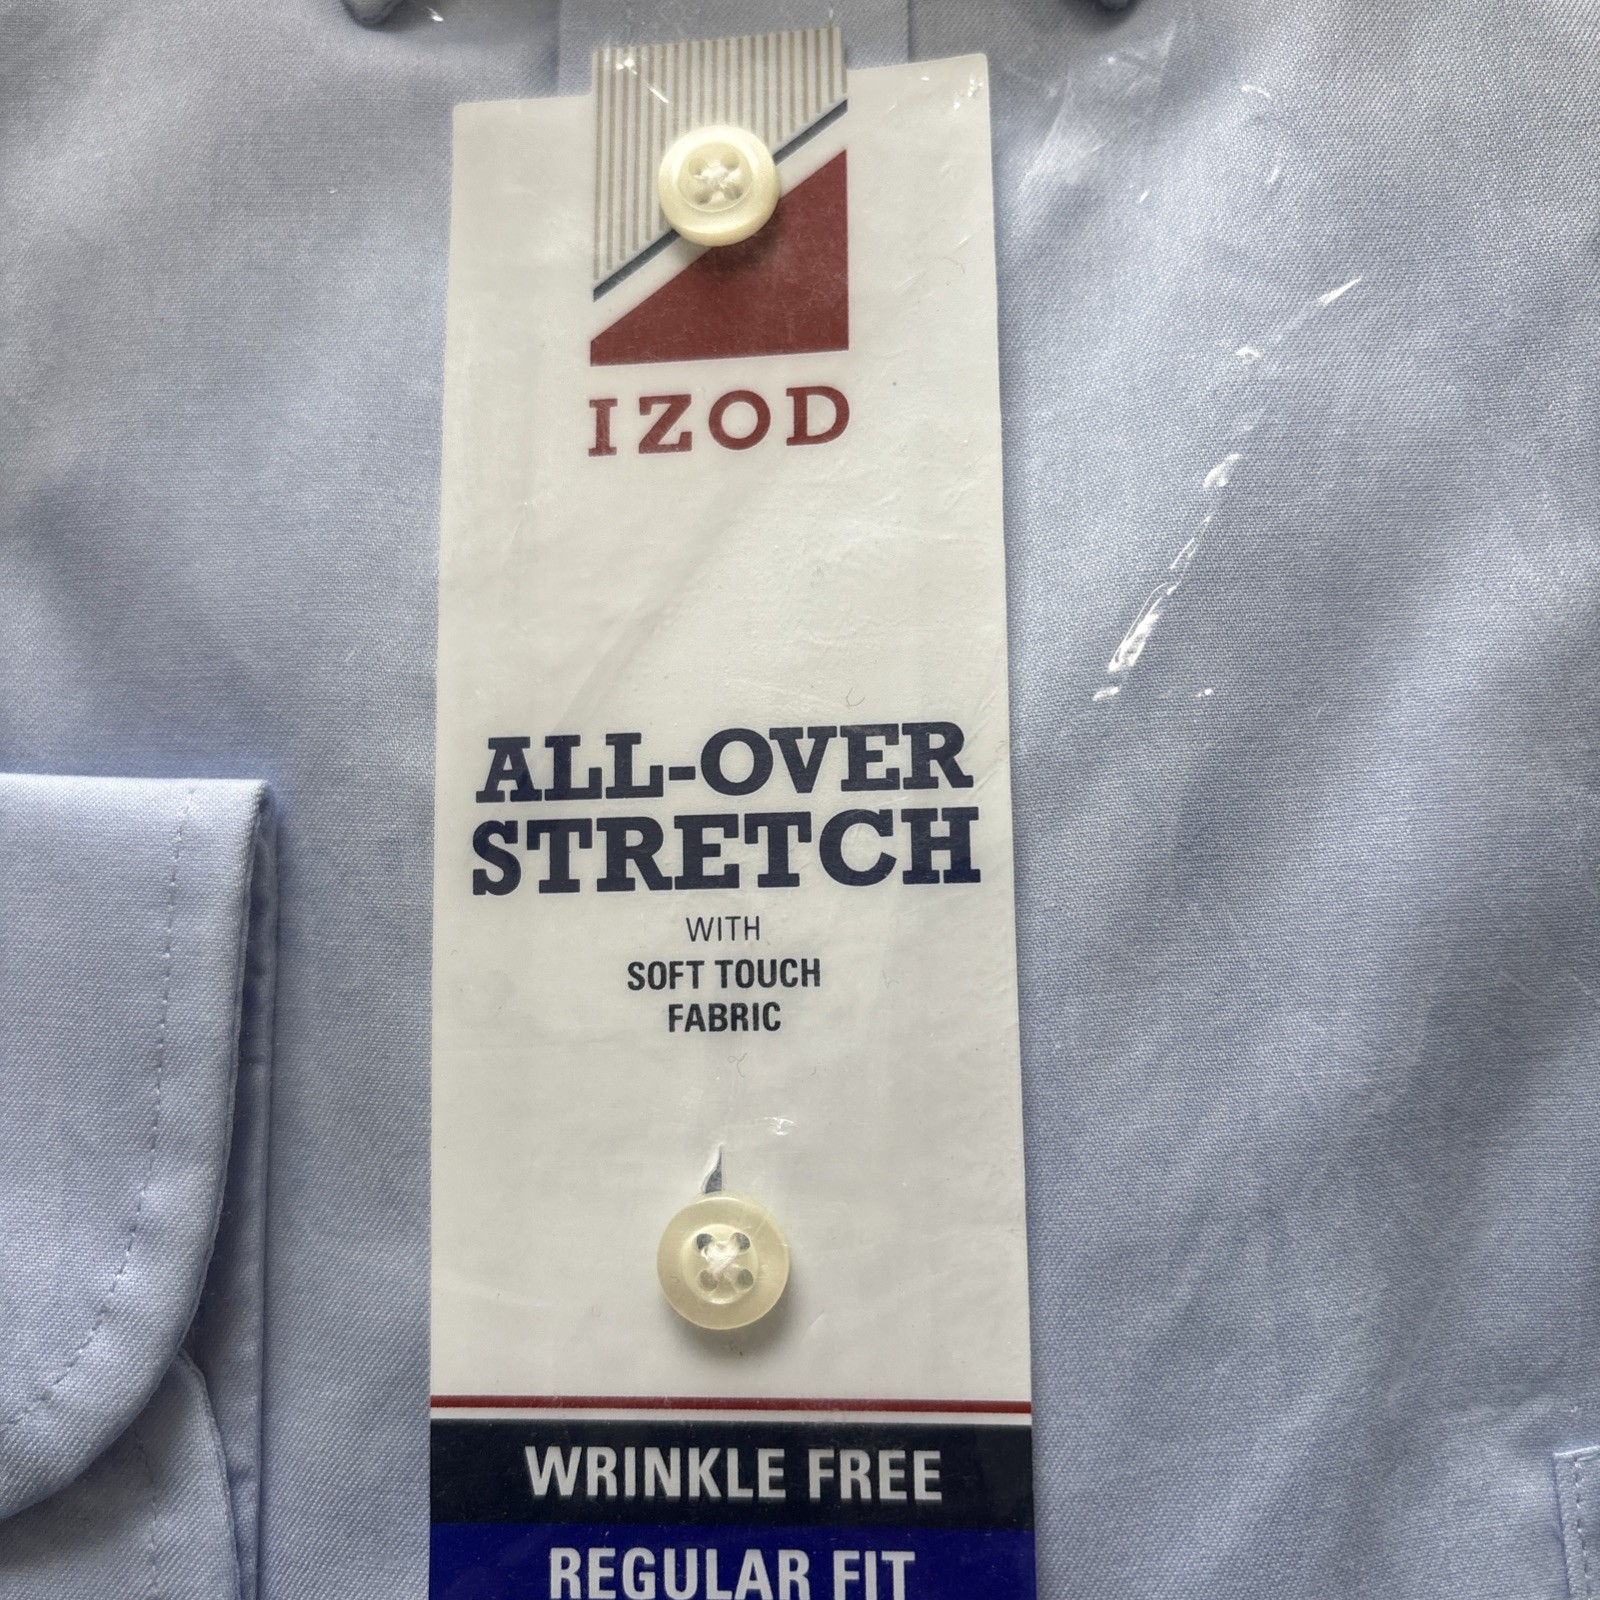 IZOD
ALL-OVER
STRETCH
WITH
SOFT TOUCH
FABRIC
WRINKLE FREE
REGULAR FIT